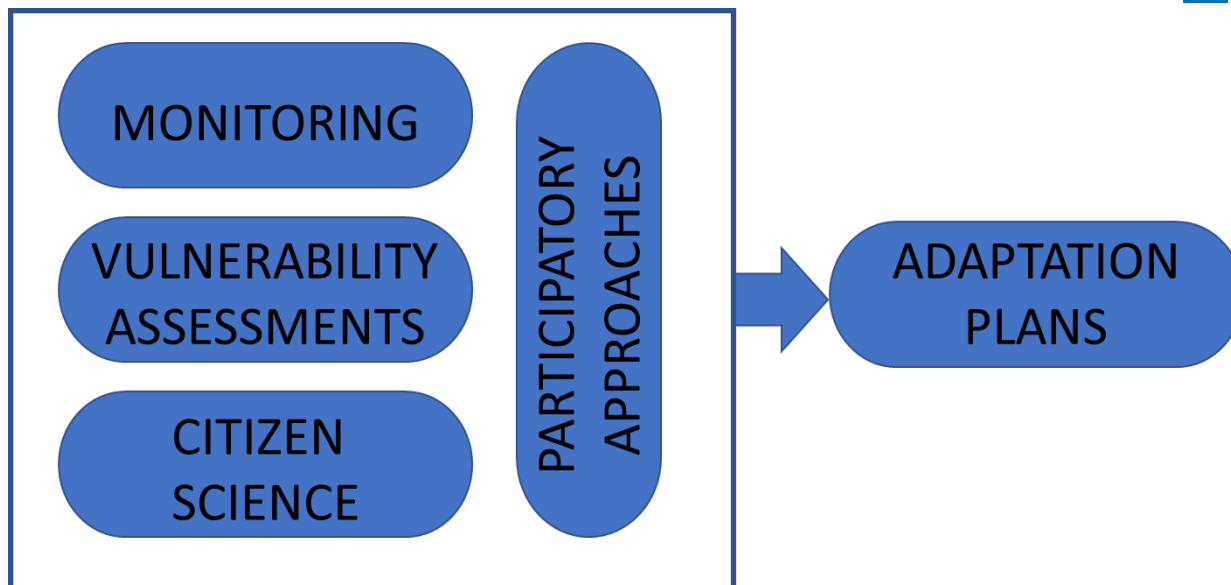 MONITORING
VULNERABILITY
ASSESSMENTS
CITIZEN
SCIENCE
PARTICIPATORY
APPROACHES
ADAPTATION
PLANS